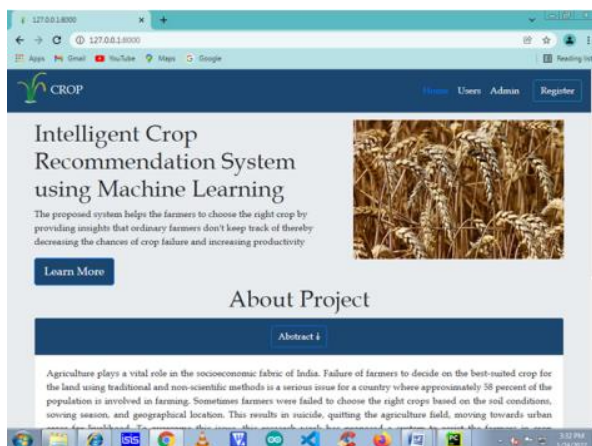 127.0.0.1:8000
127.0.0.1:8000
Apps Gmail YouTube Maps Google Reading list
CROP Home Users Admin Register
Intelligent Crop
Recommendation System
using Machine Learning
The proposed system helps the farmers to choose the right crop by
providing insights that ordinary farmers don't keep track of thereby
decreasing the chances of crop failure and increasing productivity
Learn More
About Project
Abstract
Agriculture plays a vital role in the socioeconomic fabric of India. Failure of farmers to decide on the best-suited crop for
the land using traditional and non-scientific methods is a serious issue for a country where approximately 58 percent of the
population is involved in farming. Sometimes farmers were failed to choose the right crops based on the soil conditions,
sowing season, and geographical location. This results in suicide, quitting the agriculture field, moving towards urban
ISIS
3:32 PM